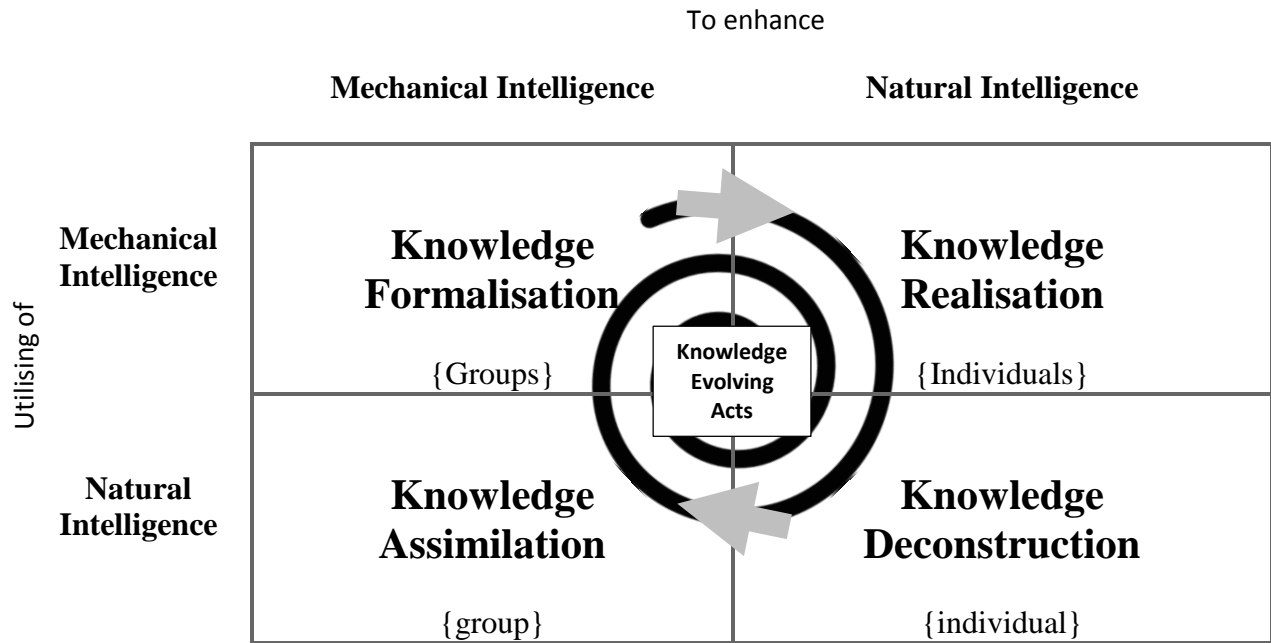 To enhance
Mechanical Intelligence
Natural Intelligence
Utilising of
Mechanical
Intelligence
Knowledge
Formalisation
{Groups}
Knowledge
Realisation
{Individuals}
Knowledge
Evolving
Acts
Natural
Intelligence
Knowledge
Assimilation
{group}
Knowledge
Deconstruction
{individual}